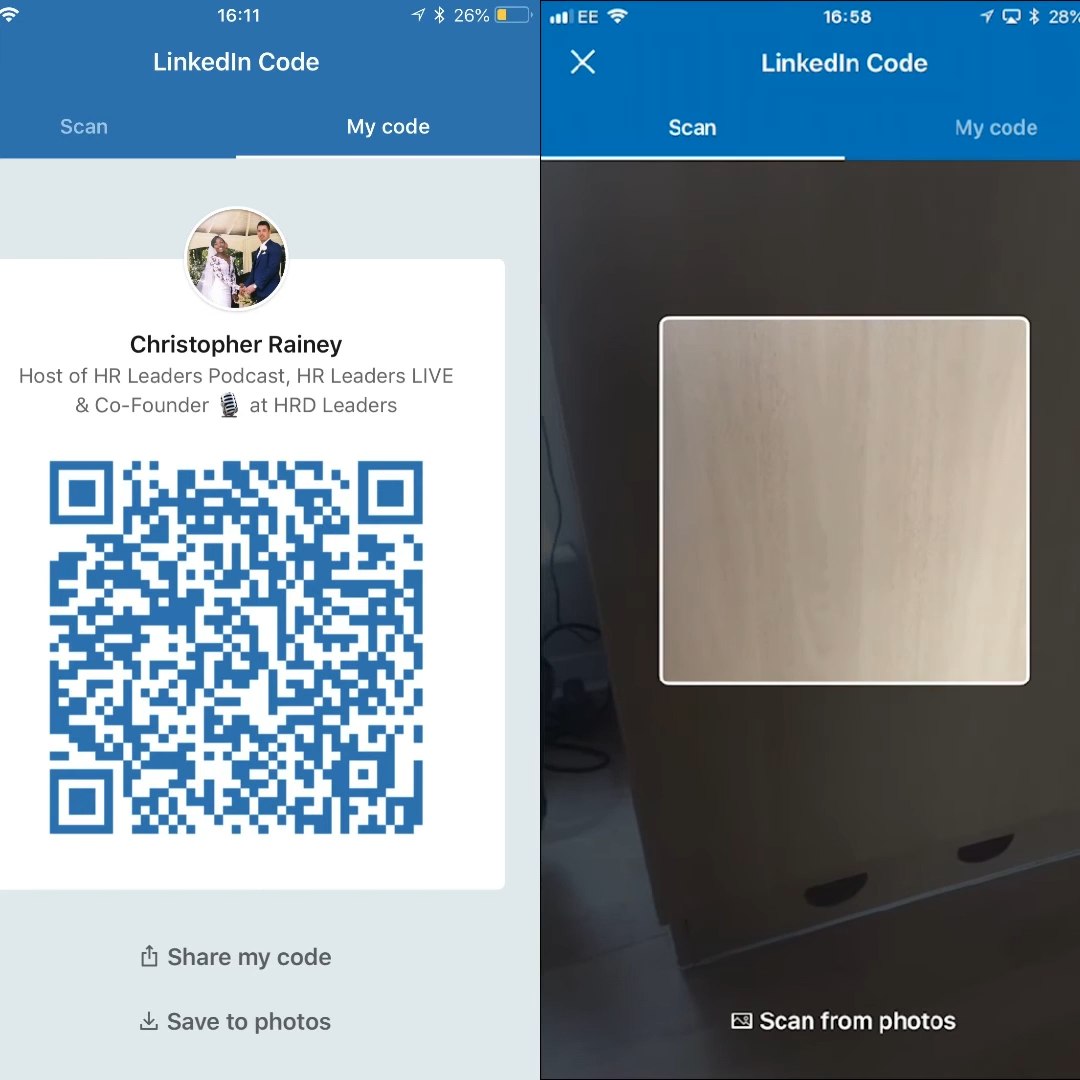 16:11
26%
LinkedIn Code
Scan
My code
Christopher Rainey
Host of HR Leaders Podcast, HR Leaders LIVE
& Co-Founder 🎙 at HRD Leaders
Share my code
Save to photos
EE
16:58
28%
LinkedIn Code
Scan
My code
Scan from photos